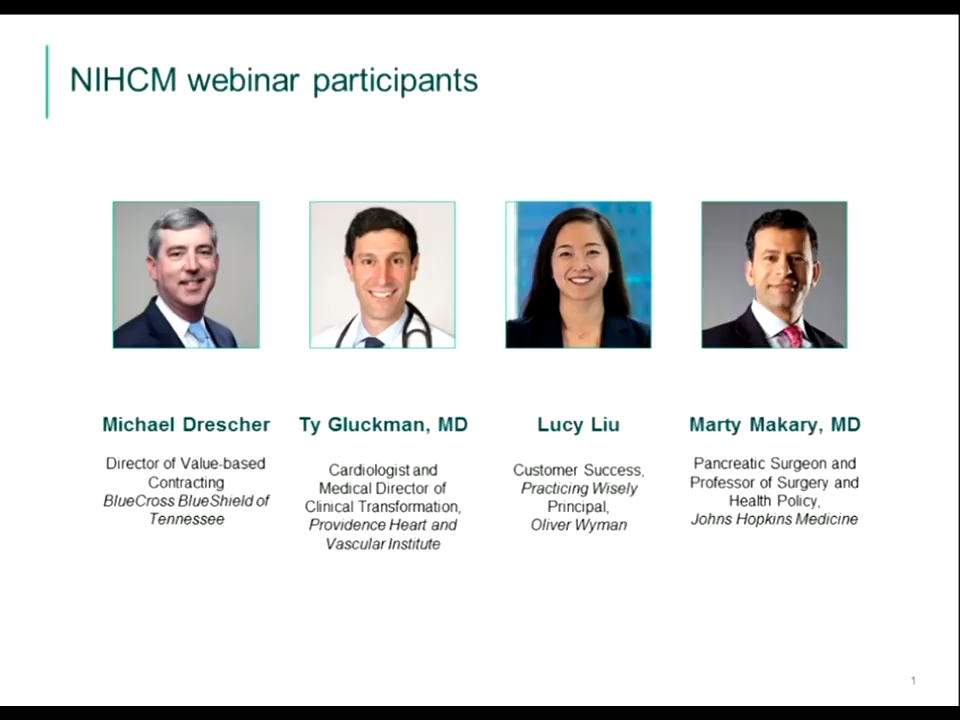 NIHCM webinar participants
Michael Drescher
Director of Value-based
Contracting
BlueCross BlueShield of
Tennessee
Ty Gluckman, MD
Cardiologist and
Medical Director of
Clinical Transformation,
Providence Heart and
Vascular Institute
Lucy Liu
Customer Success,
Practicing Wisely
Principal,
Oliver Wyman
Marty Makary, MD
Pancreatic Surgeon and
Professor of Surgery and
Health Policy,
Johns Hopkins Medicine
1